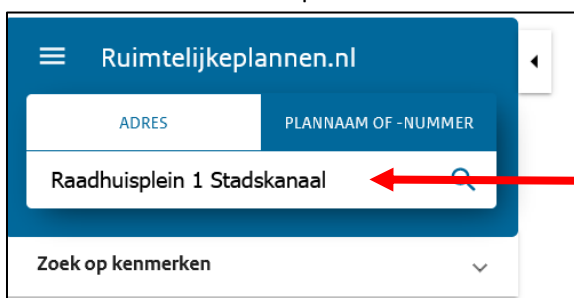 Ruimtelijkeplannen.nl
ADRES
PLANNAAM OF -NUMMER
Raadhuisplein 1 Stadskanaal
Zoek op kenmerken